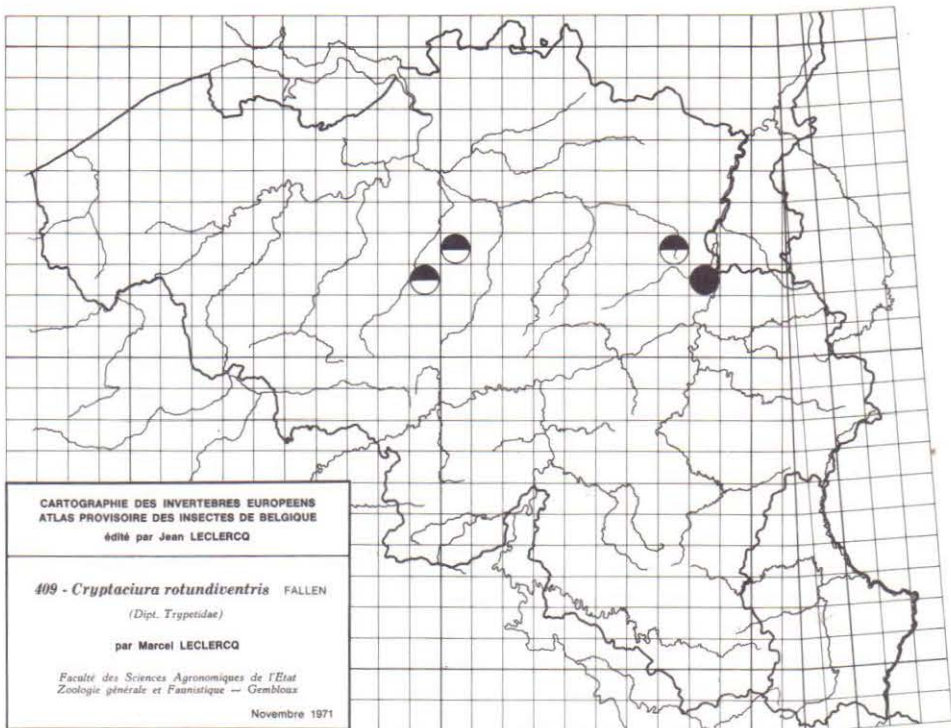 CARTOGRAPHIE DES INVERTEBRES EUROPEENS
ATLAS PROVISOIRE DES INSECTES DE BELGIQUE
édité par Jean LECLERCQ
409 - Cryptaciura rotundiventris FALLEN
(Dipt. Trypetidae)
par Marcel LECLERCQ
Faculté des Sciences Agronomiques de l'État
Zoologie générale et Faunistique — Gembloux
Novembre 1971